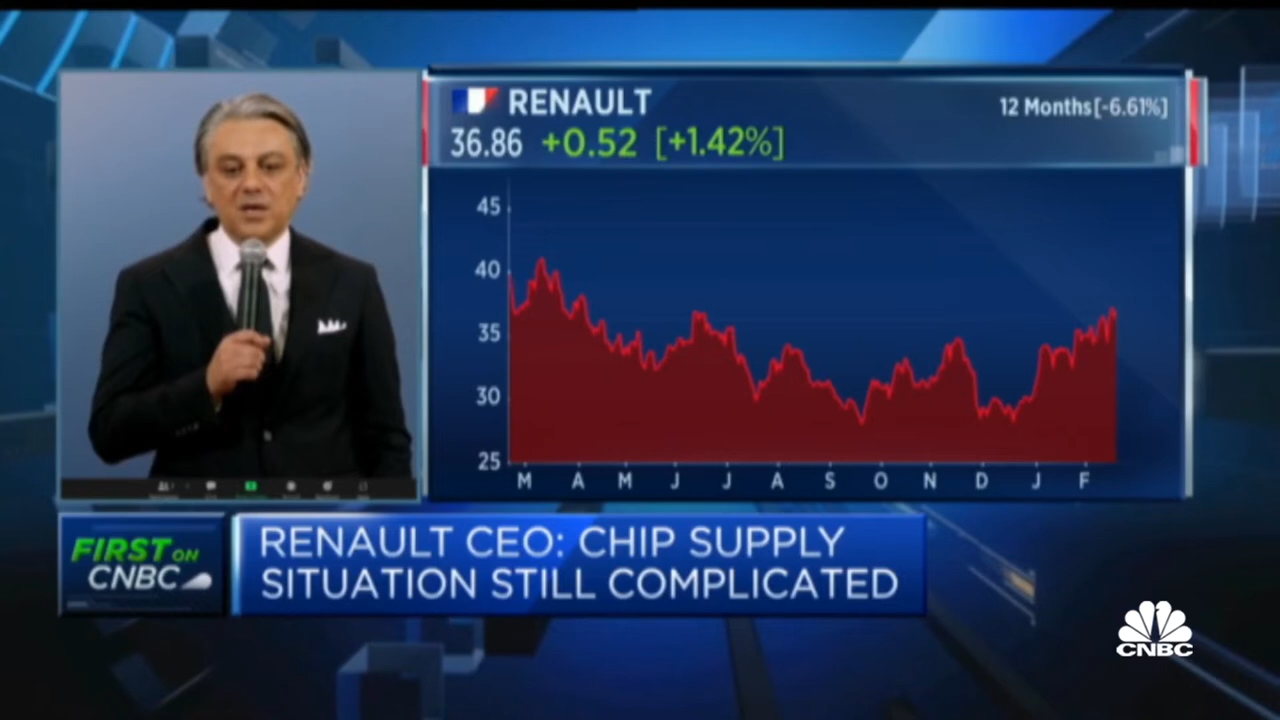 RENAULT
12 Months[-6.61%]
36.86 +0.52 [+1.42%]
45
40
35
30
25
M A M J J A S O N D J F
FIRST ON
CNBC
RENAULT CEO: CHIP SUPPLY
SITUATION STILL COMPLICATED
CNBC